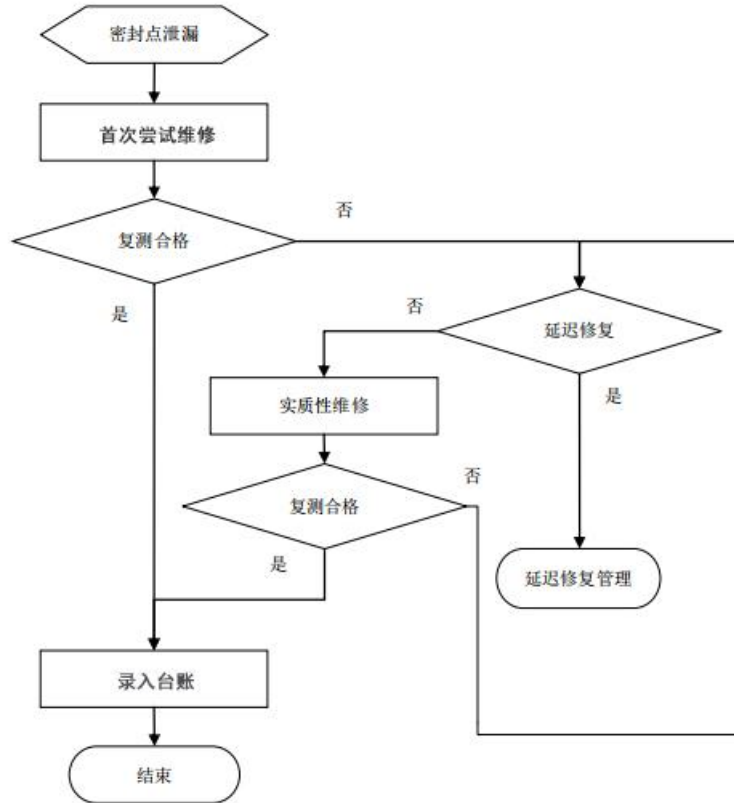 密封点泄漏
首次尝试维修
否
复测合格
是
否
延迟修复
实质性维修
是
否
复测合格
是
延迟修复管理
录入台账
结束